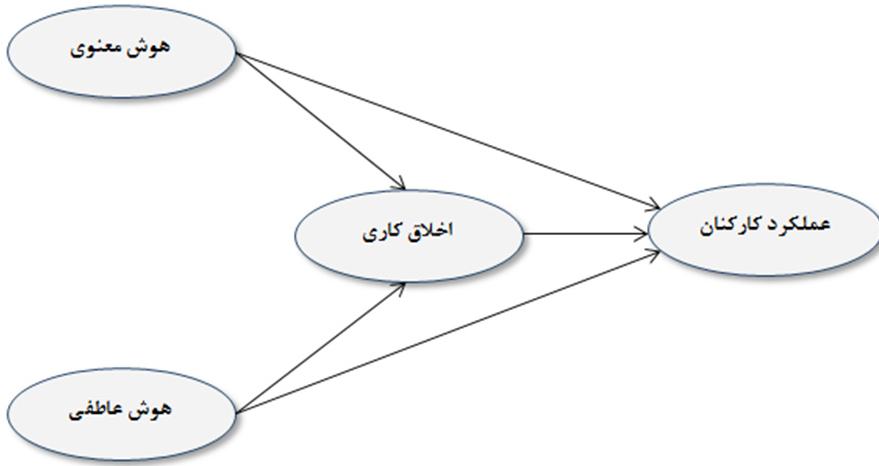 هوش معنوی
اخلاق کاری
عملکرد کارکنان
هوش عاطفی